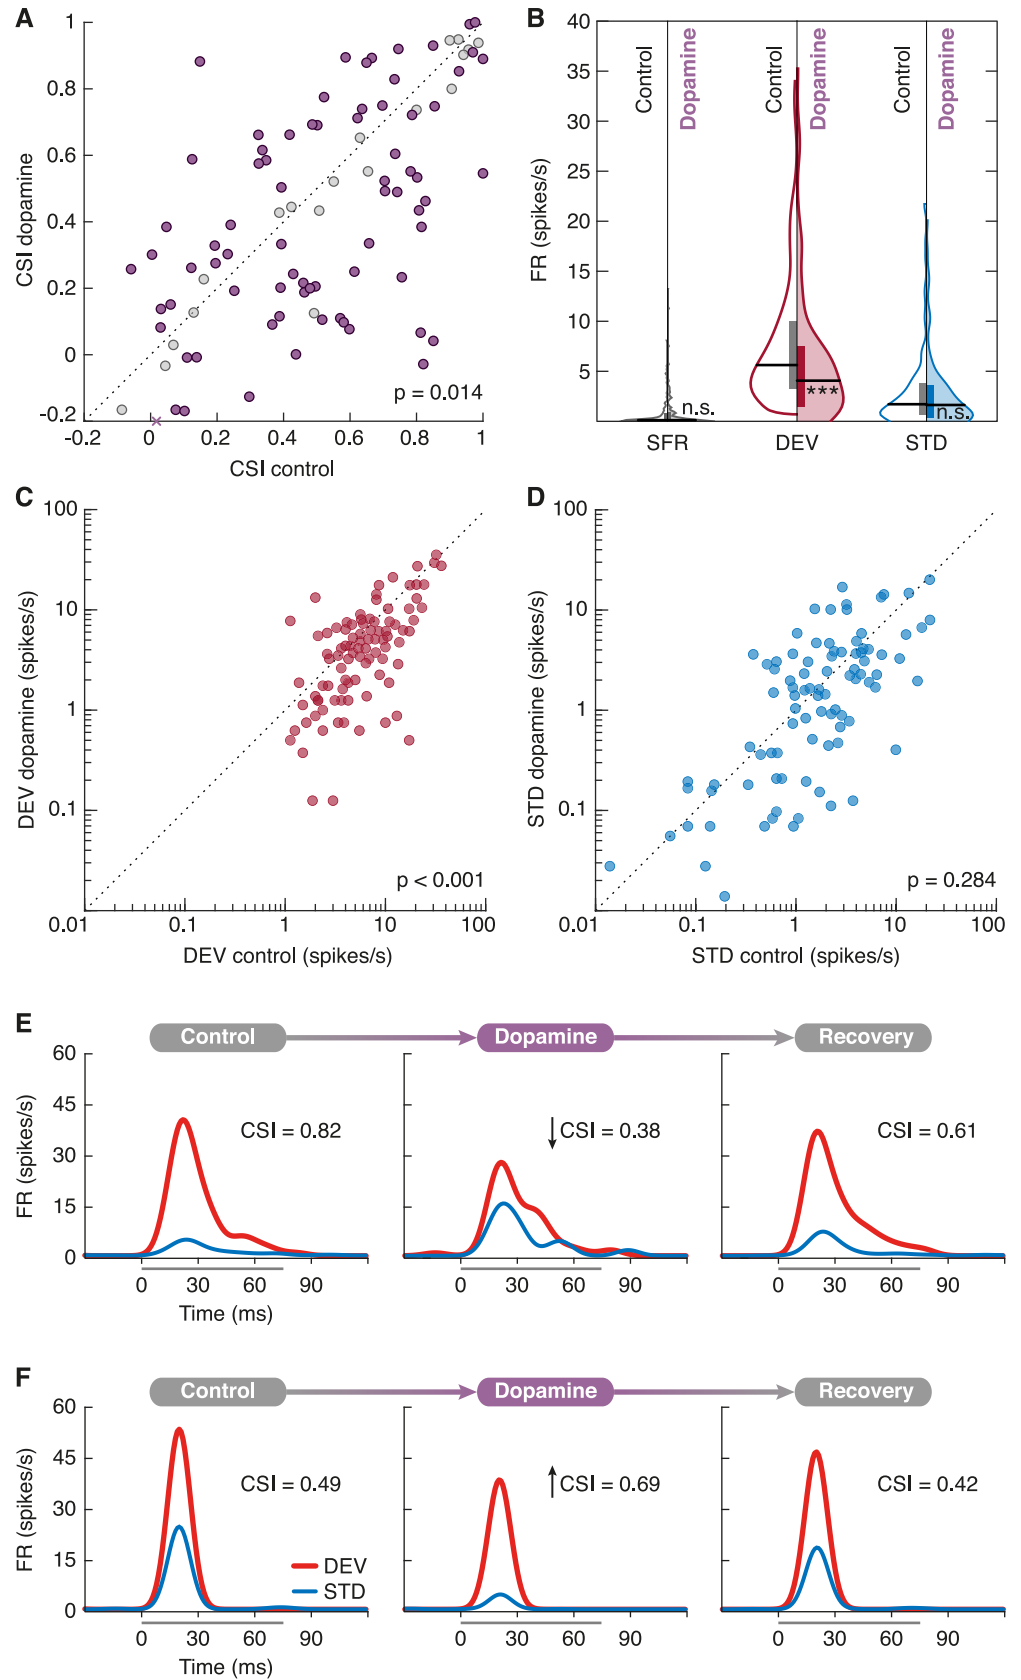 A
1
0.8
0.6
0.4
0.2
0
-0.2
CSI dopamine
p = 0.014
-0.2 0 0.2 0.4 0.6 0.8 1
CSI control
B
40
35
30
25
20
15
10
5
FR (spikes/s)
Control Dopamine Control Dopamine Control Dopamine
n.s. *** n.s.
SFR DEV STD
C
100
10
1
0.1
DEV dopamine (spikes/s)
p < 0.001
0.01 0.1 1 10 100
DEV control (spikes/s)
D
100
10
1
0.1
STD dopamine (spikes/s)
p = 0.284
0.01 0.1 1 10 100
STD control (spikes/s)
E
Control Dopamine Recovery
60
45
30
15
0
FR (spikes/s)
CSI = 0.82 CSI = 0.38 CSI = 0.61
0 30 60 90 0 30 60 90 0 30 60 90
Time (ms)
F
Control Dopamine Recovery
60
45
30
15
0
FR (spikes/s)
CSI = 0.49 CSI = 0.69 CSI = 0.42
DEV
STD
0 30 60 90 0 30 60 90 0 30 60 90
Time (ms)